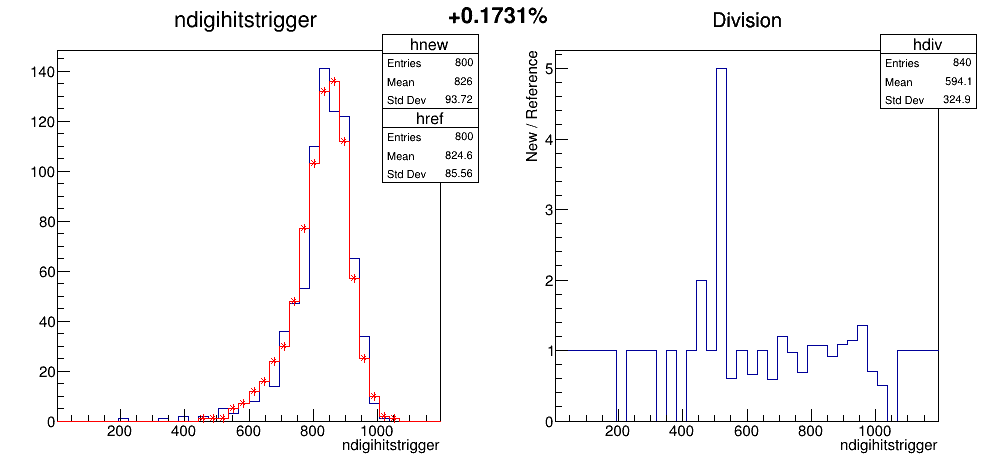 +0.1731%
ndigihitstrigger
hnew
Entries 800
Mean 826
Std Dev 93.72
href
Entries 800
Mean 824.6
Std Dev 85.56
140
120
100
80
60
40
20
0
200 400 600 800 1000
ndigihitstrigger
Division
hdiv
Entries 840
Mean 594.1
Std Dev 324.9
New / Reference
5
4
3
2
1
0
200 400 600 800 1000
ndigihitstrigger